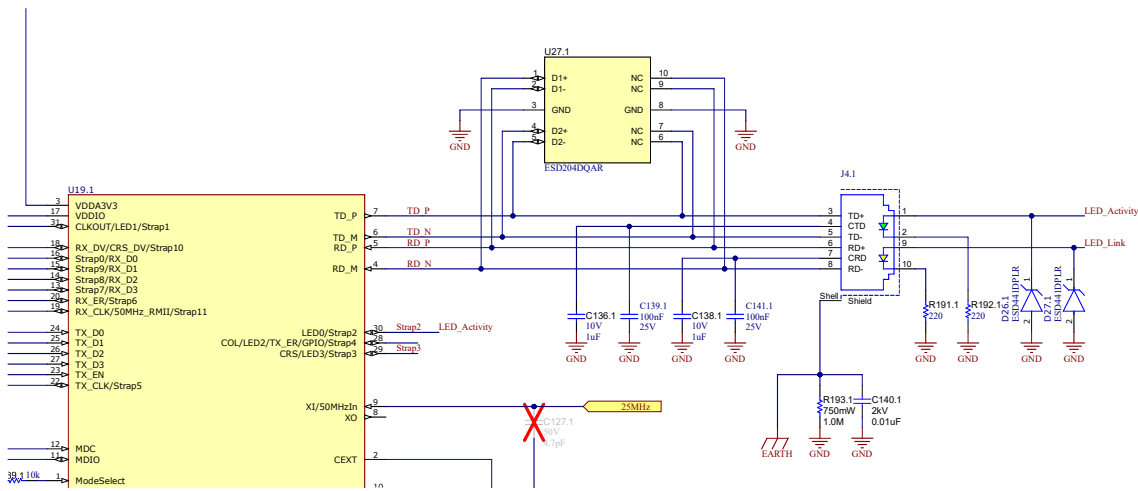 U27.1
1 D1+ NC 10
2 D1- NC 9
3 GND GND 8
4 D2+ NC 7
5 D2- NC 6
GND GND
ESD204DQAR
J4.1
U19.1
3 VDDA3V3
17 VDDIO
31 CLKOUT/LED1/Strap1
18 RX_DV/CRS_DV/Strap10
16 Strap0/RX_D0
15 Strap9/RX_D1
14 Strap8/RX_D2
13 Strap7/RX_D3
20 RX_ER/Strap6
19 RX_CLK/50MHz_RMII/Strap11
24 TX_D0
25 TX_D1
26 TX_D2
27 TX_D3
23 TX_EN
22 TX_CLK/Strap5
12 MDC
11 MDIO
10k
1 ModeSelect
TD_P 7 TD_P
TD_M 6 TD_N
RD_P 5 RD_P
RD_M 4 RD_N
LED0/Strap2 30 Strap2 LED_Activity
COL/LED2/TX_ER/GPIO/Strap4 28
CRS/LED3/Strap3 29 Strap3
XI/50MHzIn 9 25MHz
XO 8
C127.1
50V
4.7pF
CEXT 2
10
3 TD+ 1 LED_Activity
4 CTD
5 TD- 2
6 RD+ 9 LED_Link
7 CRD
8 RD- 10
Shell Shield
C136.1
10V
1uF
GND
C139.1
100nF
25V
GND
C138.1
10V
1uF
GND
C141.1
100nF
25V
GND
R191.1
220
GND
R192.1
220
GND
D26.1
ESD441DPLR
1
2
GND
D27.1
ESD441DPLR
1
2
GND
R193.1
750mW
1.0M
C140.1
2kV
0.01uF
EARTH GND GND